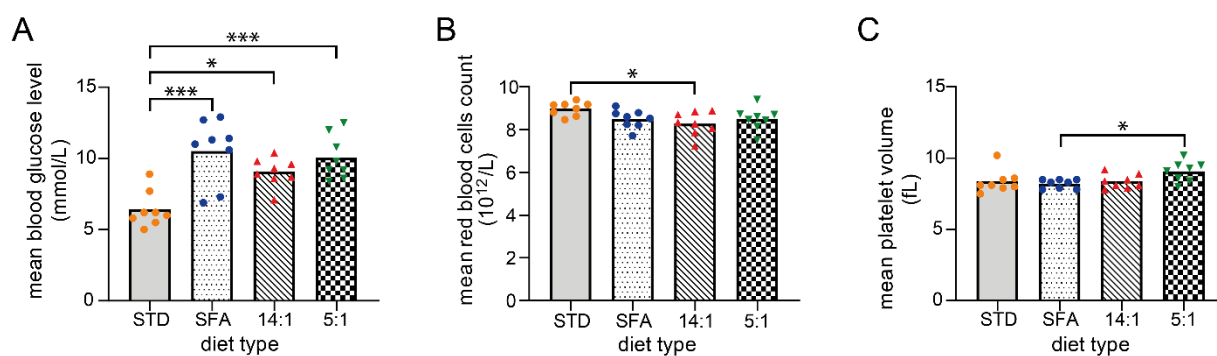 A
mean blood glucose level
(mmol/L)
15
10
5
0
***
*
***
STD SFA 14:1 5:1
diet type
B
mean red blood cells count
(10¹²/L)
10
8
6
4
2
0
*
STD SFA 14:1 5:1
diet type
C
mean platelet volume
(fL)
15
10
5
0
*
STD SFA 14:1 5:1
diet type